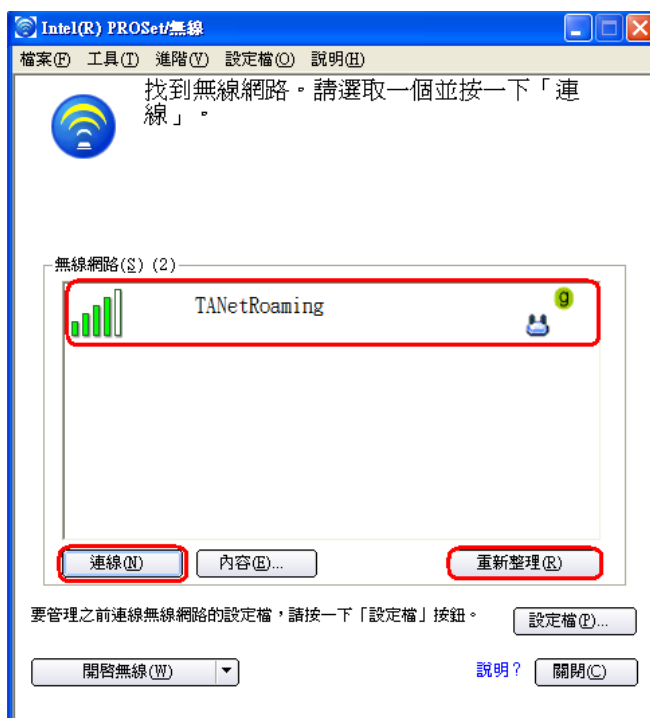 Intel(R) PROSet/無線
檔案(F) 工具(T) 進階(V) 設定檔(O) 說明(H)
找到無線網路。請選取一個並按一下「連
線」。
無線網路(S) (2)
TANetRoaming
g
連線(N) 內容(E)... 重新整理(R)
要管理之前連線無線網路的設定檔，請按一下「設定檔」按鈕。
設定檔(P)...
開啓無線(W) 說明? 關閉(C)